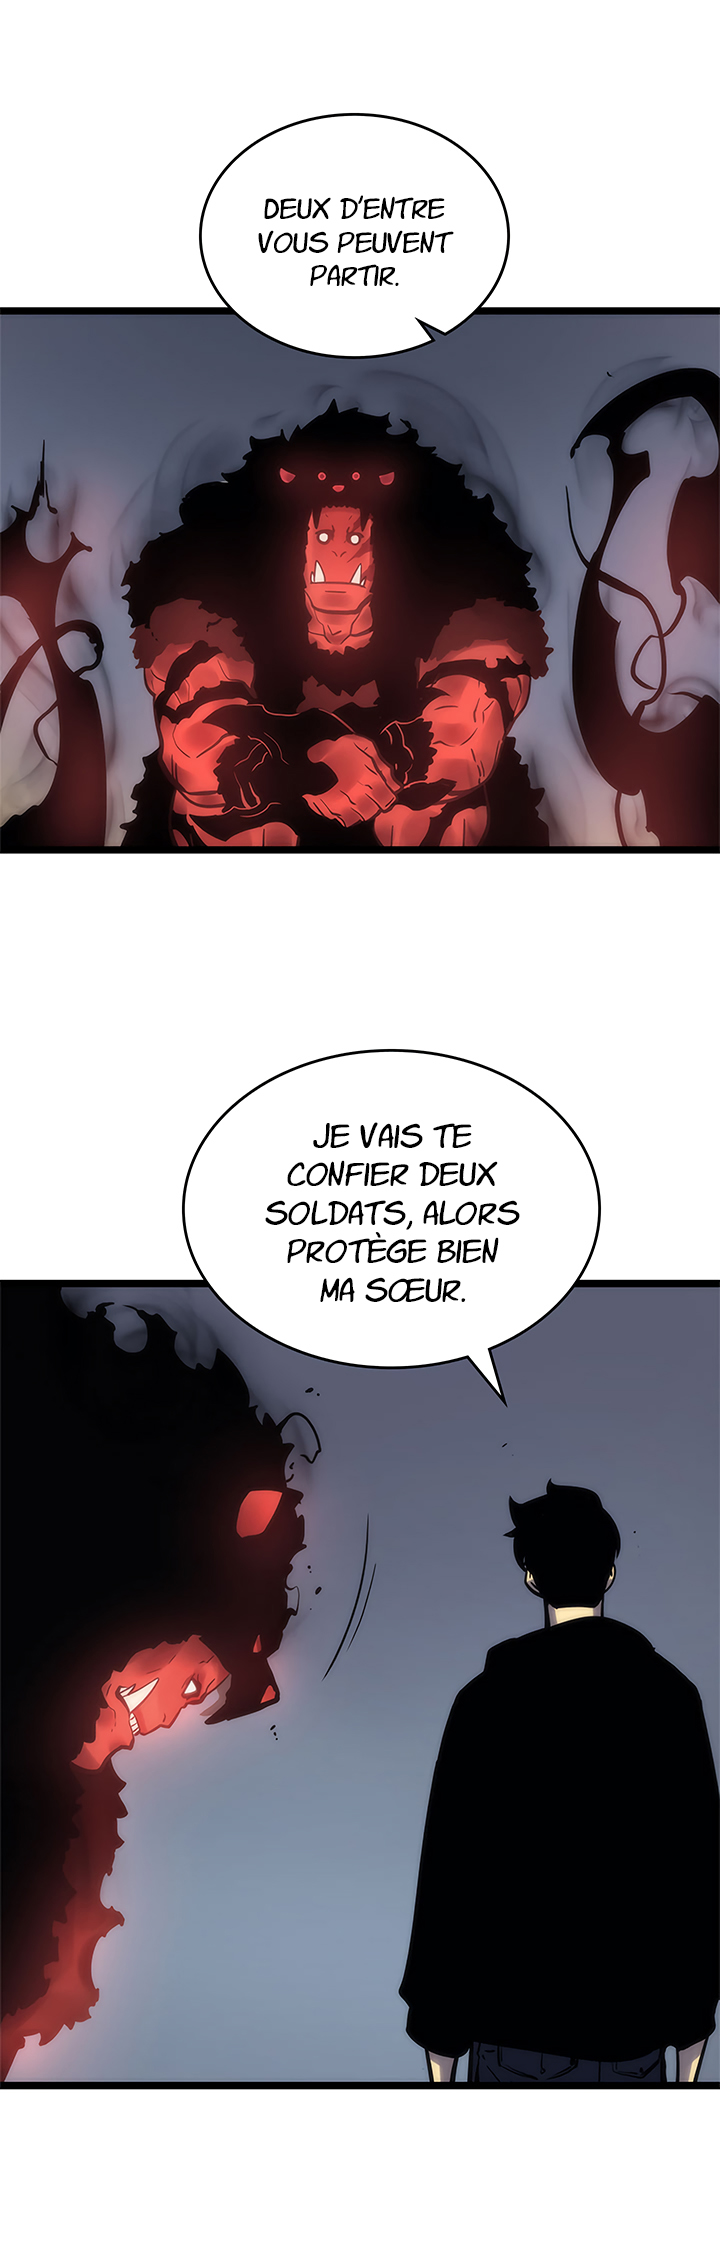 DEUX D'ENTRE
VOUS PEUVENT
PARTIR.
JE VAIS TE
CONFIER DEUX
SOLDATS, ALORS
PROTÈGE BIEN
MA SŒUR.